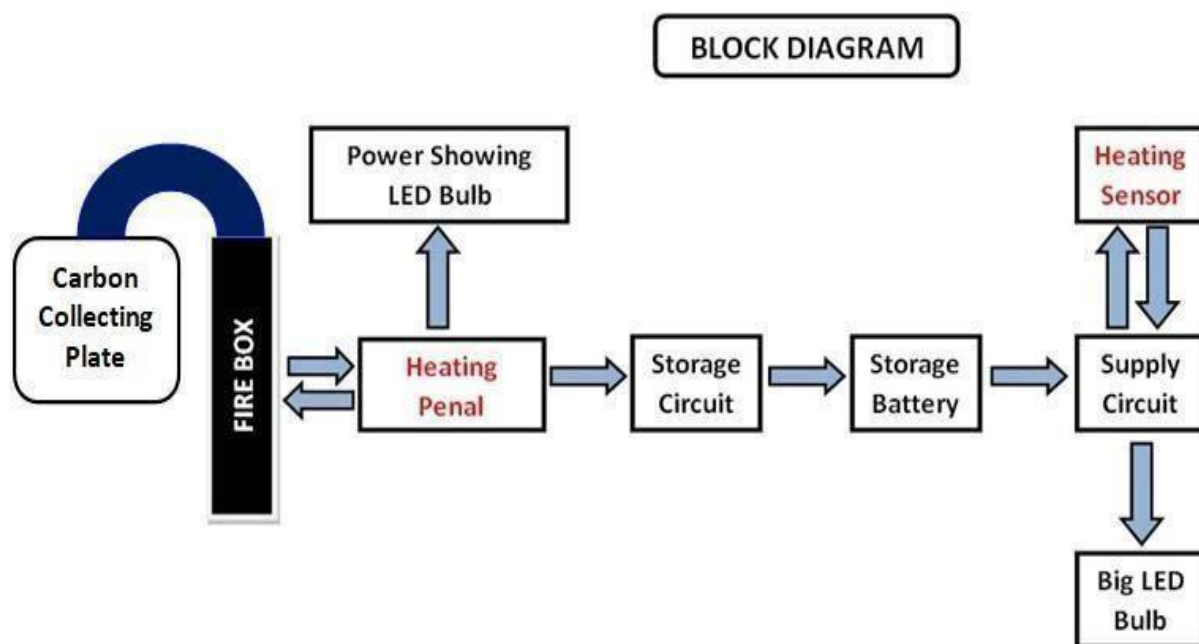 BLOCK DIAGRAM
Power Showing
LED Bulb
Heating
Sensor
Carbon
Collecting
Plate
FIRE BOX
Heating
Penal
Storage
Circuit
Storage
Battery
Supply
Circuit
Big LED
Bulb